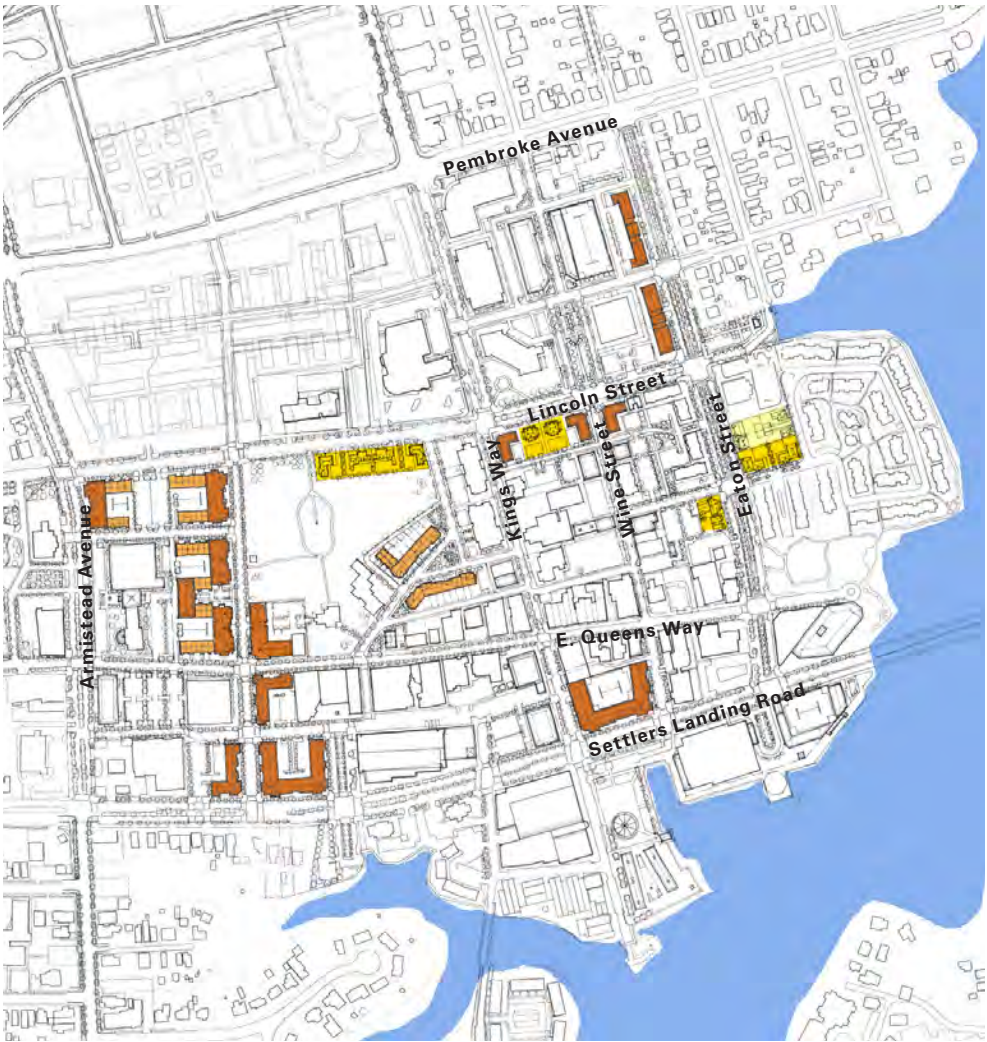 Pembroke Avenue
Lincoln Street
Kings Way
Wine Street
Eaton Street
Armistead Avenue
E. Queens Way
Settlers Landing Road